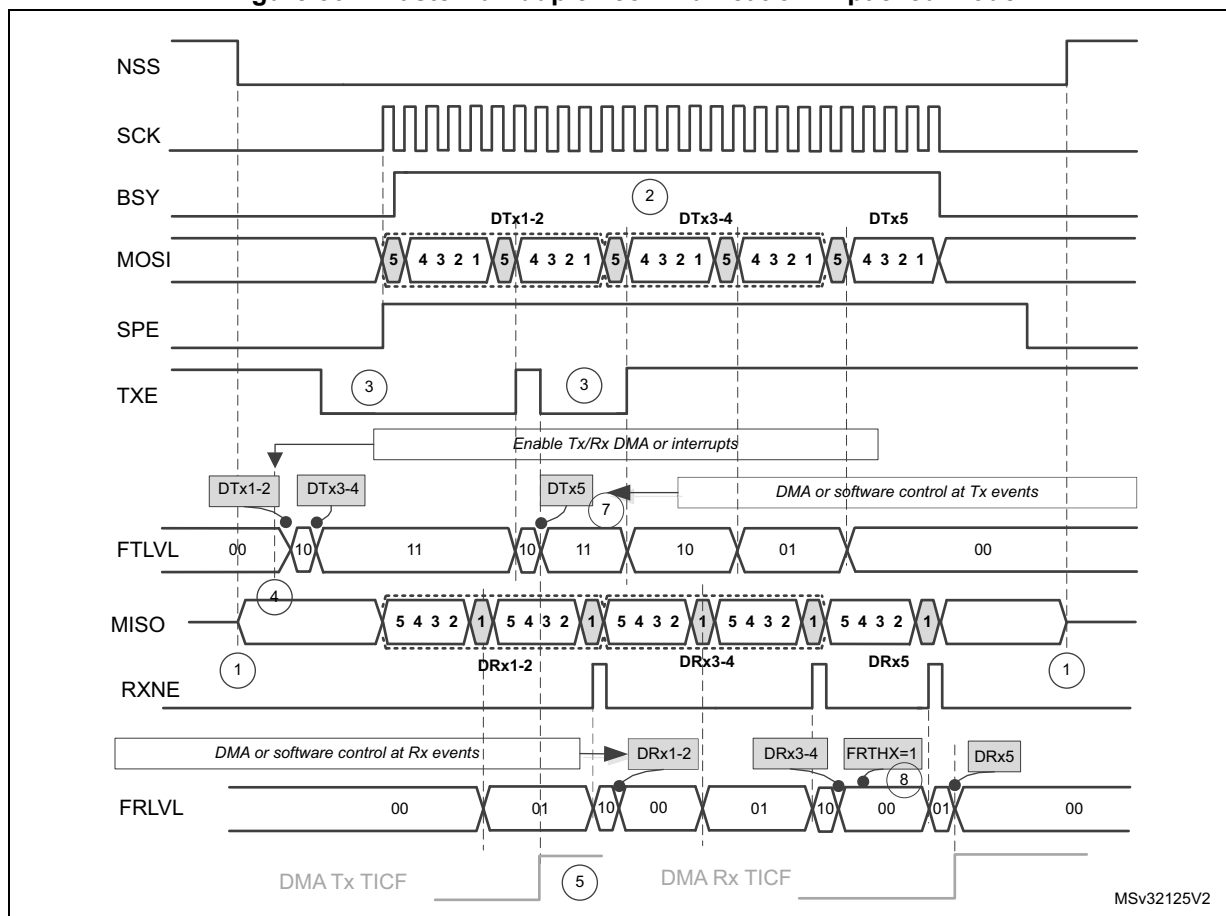 NSS
SCK
BSY
2
DTx1-2 DTx3-4 DTx5
MOSI 5 4 3 2 1 5 4 3 2 1 5 4 3 2 1 5 4 3 2 1 5 4 3 2 1
SPE
TXE 3 3
Enable Tx/Rx DMA or interrupts
DTx1-2 DTx3-4 DTx5 DMA or software control at Tx events
7
FTLVL 00 10 11 10 11 10 01 00
4
MISO 5 4 3 2 1 5 4 3 2 1 5 4 3 2 1 5 4 3 2 1 5 4 3 2 1
1 DRx1-2 DRx3-4 DRx5 1
RXNE
DMA or software control at Rx events DRx1-2 DRx3-4 FRTHX=1 DRx5
8
FRLVL 00 01 10 00 01 10 00 01 00
DMA Tx TICF 5 DMA Rx TICF
MSv32125V2